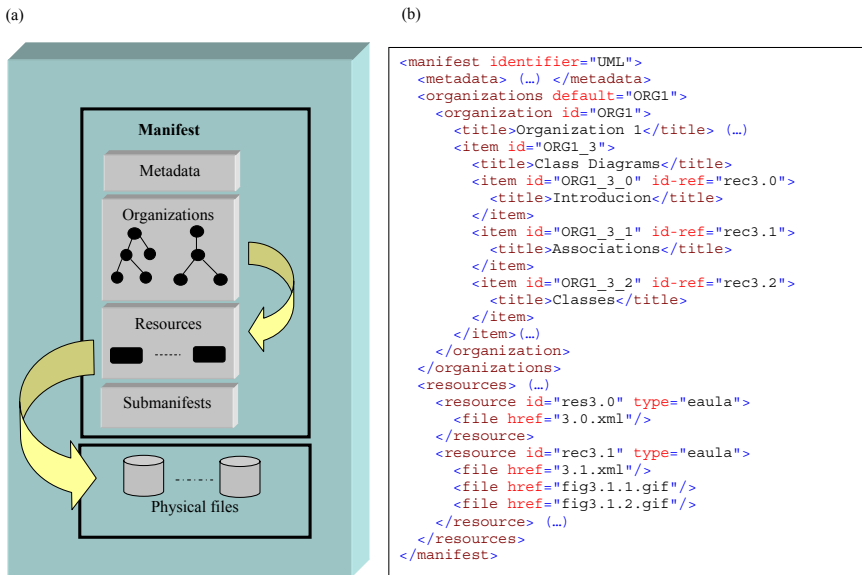 (a)
Manifest
Metadata
Organizations
Resources
Submanifests
Physical files
(b)
<manifest identifier="UML">
<metadata> (…) </metadata>
<organizations default="ORG1">
<organization id="ORG1">
<title>Organization 1</title> (…)
<item id="ORG1_3">
<title>Class Diagrams</title>
<item id="ORG1_3_0" id-ref="rec3.0">
<title>Introducion</title>
</item>
<item id="ORG1_3_1" id-ref="rec3.1">
<title>Associations</title>
</item>
<item id="ORG1_3_2" id-ref="rec3.2">
<title>Classes</title>
</item>
</item>(…)
</organization>
</organizations>
<resources> (…)
<resource id="res3.0" type="eaula">
<file href="3.0.xml"/>
</resource>
<resource id="rec3.1" type="eaula">
<file href="3.1.xml"/>
<file href="fig3.1.1.gif"/>
<file href="fig3.1.2.gif"/>
</resource> (…)
</resources>
</manifest>